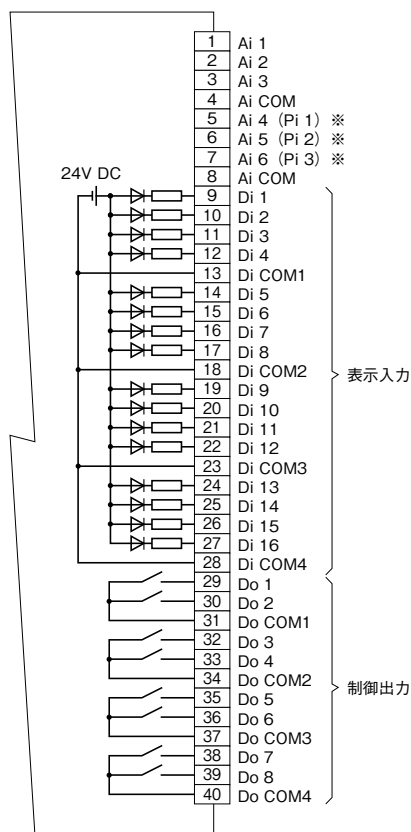 1 Ai 1
2 Ai 2
3 Ai 3
4 Ai COM
5 Ai 4 (Pi 1) ※
6 Ai 5 (Pi 2) ※
7 Ai 6 (Pi 3) ※
8 Ai COM
24V DC
9 Di 1
10 Di 2
11 Di 3
12 Di 4
13 Di COM1
14 Di 5
15 Di 6
16 Di 7
17 Di 8
18 Di COM2
表示入力
19 Di 9
20 Di 10
21 Di 11
22 Di 12
23 Di COM3
24 Di 13
25 Di 14
26 Di 15
27 Di 16
28 Di COM4
29 Do 1
30 Do 2
31 Do COM1
32 Do 3
33 Do 4
34 Do COM2
制御出力
35 Do 5
36 Do 6
37 Do COM3
38 Do 7
39 Do 8
40 Do COM4